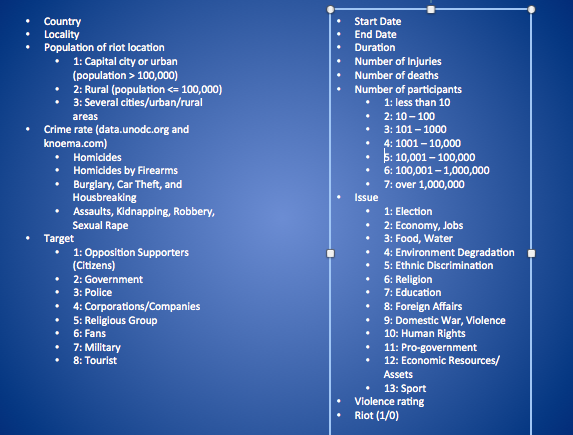 Country
Locality
Population of riot location
1: Capital city or urban
(population > 100,000)
2: Rural (population <= 100,000)
3: Several cities/urban/rural
areas
Crime rate (data.unodc.org and
knoema.com)
Homicides
Homicides by Firearms
Burglary, Car Theft, and
Housbreaking
Assaults, Kidnapping, Robbery,
Sexual Rape
Target
1: Opposition Supporters
(Citizens)
2: Government
3: Police
4: Corporations/Companies
5: Religious Group
6: Fans
7: Military
8: Tourist
Start Date
End Date
Duration
Number of Injuries
Number of deaths
Number of participants
1: less than 10
2: 10 – 100
3: 101 – 1000
4: 1001 – 10,000
5: 10,001 – 100,000
6: 100,001 – 1,000,000
7: over 1,000,000
Issue
1: Election
2: Economy, Jobs
3: Food, Water
4: Environment Degradation
5: Ethnic Discrimination
6: Religion
7: Education
8: Foreign Affairs
9: Domestic War, Violence
10: Human Rights
11: Pro-government
12: Economic Resources/
Assets
13: Sport
Violence rating
Riot (1/0)